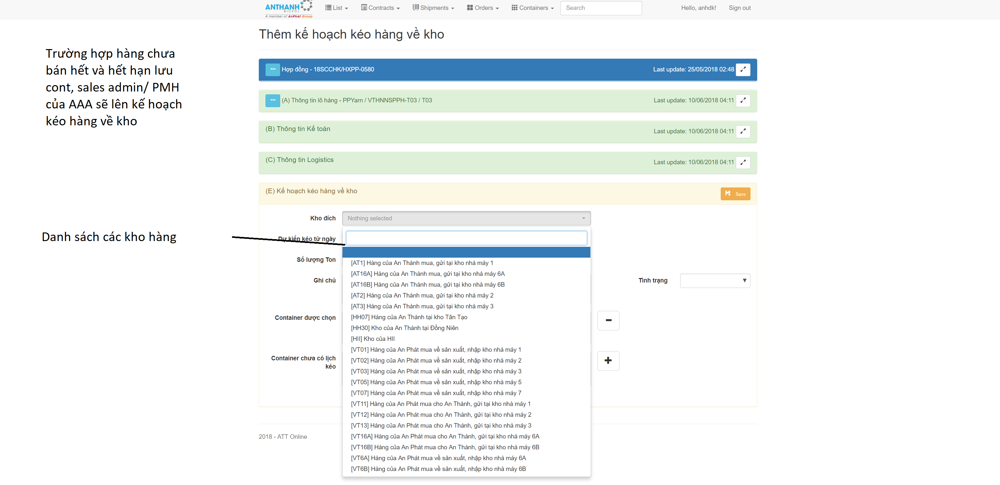 ANTHANH
BICSOL
A member of AnPhat Group
List
Contracts
Shipments
Orders
Containers
Search
Hello, anhdk!
Sign out
Thêm kế hoạch kéo hàng về kho
Trường hợp hàng chưa
bán hết và hết hạn lưu
cont, sales admin/ PMH
của AAA sẽ lên kế hoạch
kéo hàng về kho
Hợp đồng - 18SCCHK/HXPP-0580
Last update: 25/05/2018 02:48
(A) Thông tin lô hàng - PPYarn / VTHNNSPPH-T03 / T03
Last update: 10/06/2018 04:11
(B) Thông tin Kế toán
Last update: 10/06/2018 04:11
(C) Thông tin Logistics
Last update: 10/06/2018 04:11
(E) Kế hoạch kéo hàng về kho
Save
Kho đích
Nothing selected
Danh sách các kho hàng
Dự kiến kéo từ ngày
Số lượng Ton
Ghi chú
Tình trạng
Container được chọn
Container chưa có lịch
kéo
[AT1] Hàng của An Thành mua, gửi tại kho nhà máy 1
[AT16A] Hàng của An Thành mua, gửi tại kho nhà máy 6A
[AT16B] Hàng của An Thành mua, gửi tại kho nhà máy 6B
[AT2] Hàng của An Thành mua, gửi tại kho nhà máy 2
[AT3] Hàng của An Thành mua, gửi tại kho nhà máy 3
[HH07] Hàng của An Thành tại kho Tân Tạo
[HH30] Kho của An Thành tại Đồng Niên
[HII] Kho của HII
[VT01] Hàng của An Phát mua về sản xuất, nhập kho nhà máy 1
[VT02] Hàng của An Phát mua về sản xuất, nhập kho nhà máy 2
[VT03] Hàng của An Phát mua về sản xuất, nhập kho nhà máy 3
[VT05] Hàng của An Phát mua về sản xuất, nhập kho nhà máy 5
[VT07] Hàng của An Phát mua về sản xuất, nhập kho nhà máy 7
[VT11] Hàng của An Phát mua cho An Thành, gửi tại kho nhà máy 1
[VT12] Hàng của An Phát mua cho An Thành, gửi tại kho nhà máy 2
[VT13] Hàng của An Phát mua cho An Thành, gửi tại kho nhà máy 3
[VT16A] Hàng của An Phát mua cho An Thành, gửi tại kho nhà máy 6A
[VT16B] Hàng của An Phát mua cho An Thành, gửi tại kho nhà máy 6B
[VT6A] Hàng của An Phát mua về sản xuất, nhập kho nhà máy 6A
[VT6B] Hàng của An Phát mua về sản xuất, nhập kho nhà máy 6B
2018 - ATT Online